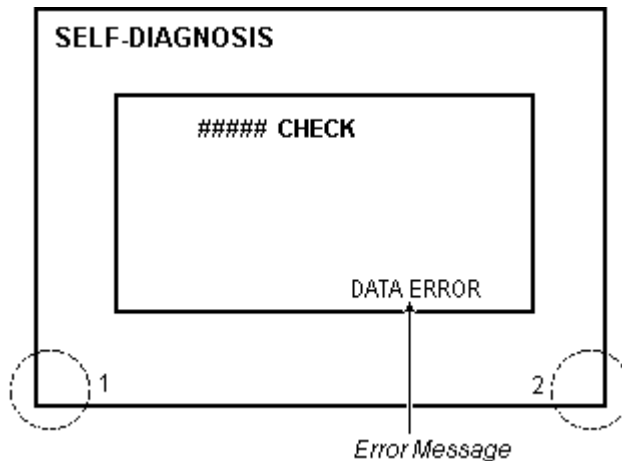 SELF-DIAGNOSIS
##### CHECK
DATA ERROR
1
2
Error Message